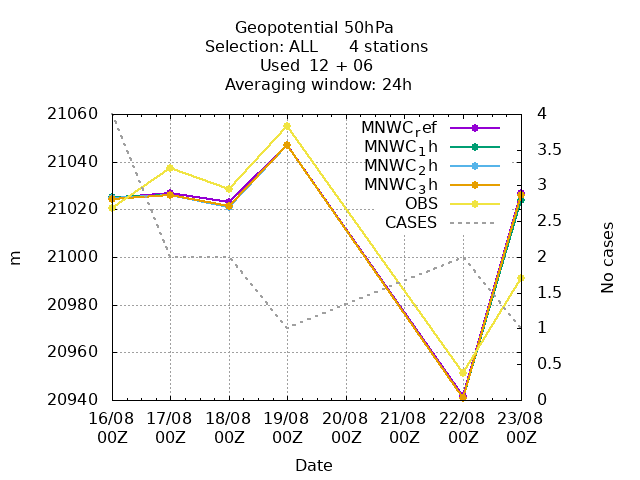 Geopotential 50hPa
Selection: ALL      4 stations
Used  12 + 06
Averaging window: 24h
21060
21040
21020
21000
20980
20960
20940
m
4
3.5
3
2.5
2
1.5
1
0.5
0
No cases
MNWC_ref
MNWC_1h
MNWC_2h
MNWC_3h
OBS
CASES
16/08 17/08 18/08 19/08 20/08 21/08 22/08 23/08
00Z 00Z 00Z 00Z 00Z 00Z 00Z 00Z
Date